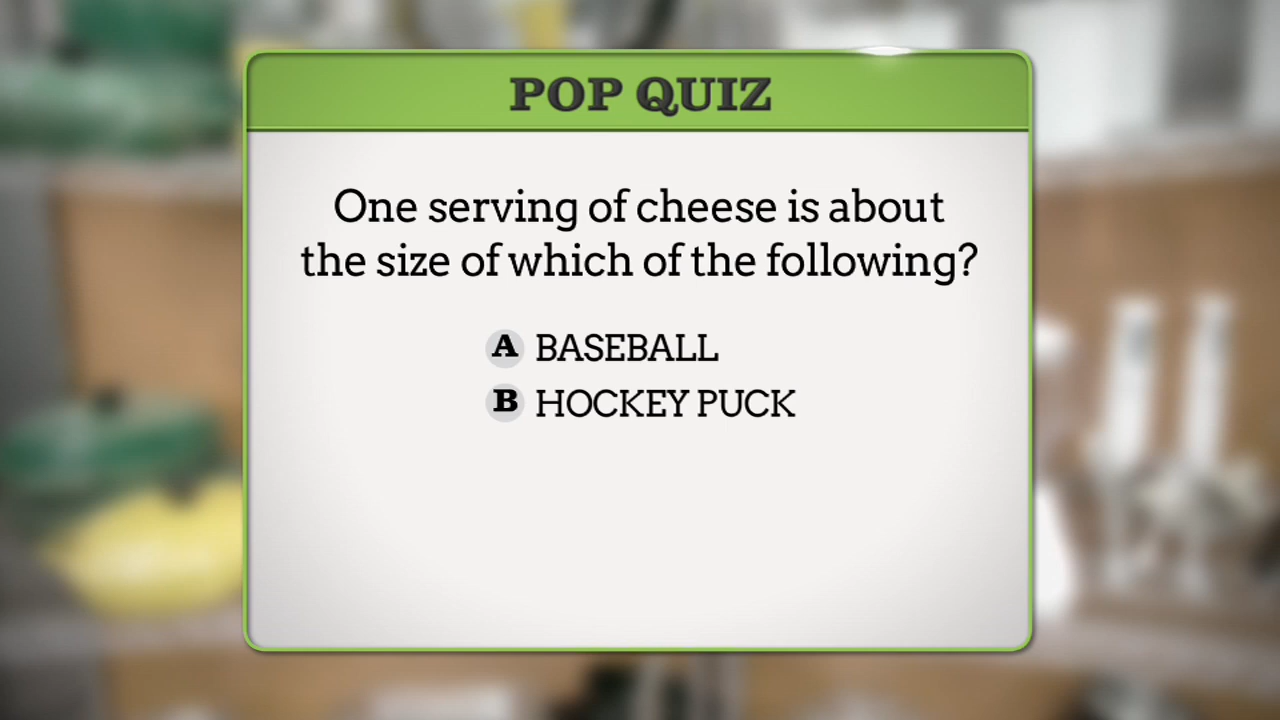 POP QUIZ
One serving of cheese is about
the size of which of the following?
A BASEBALL
B HOCKEY PUCK